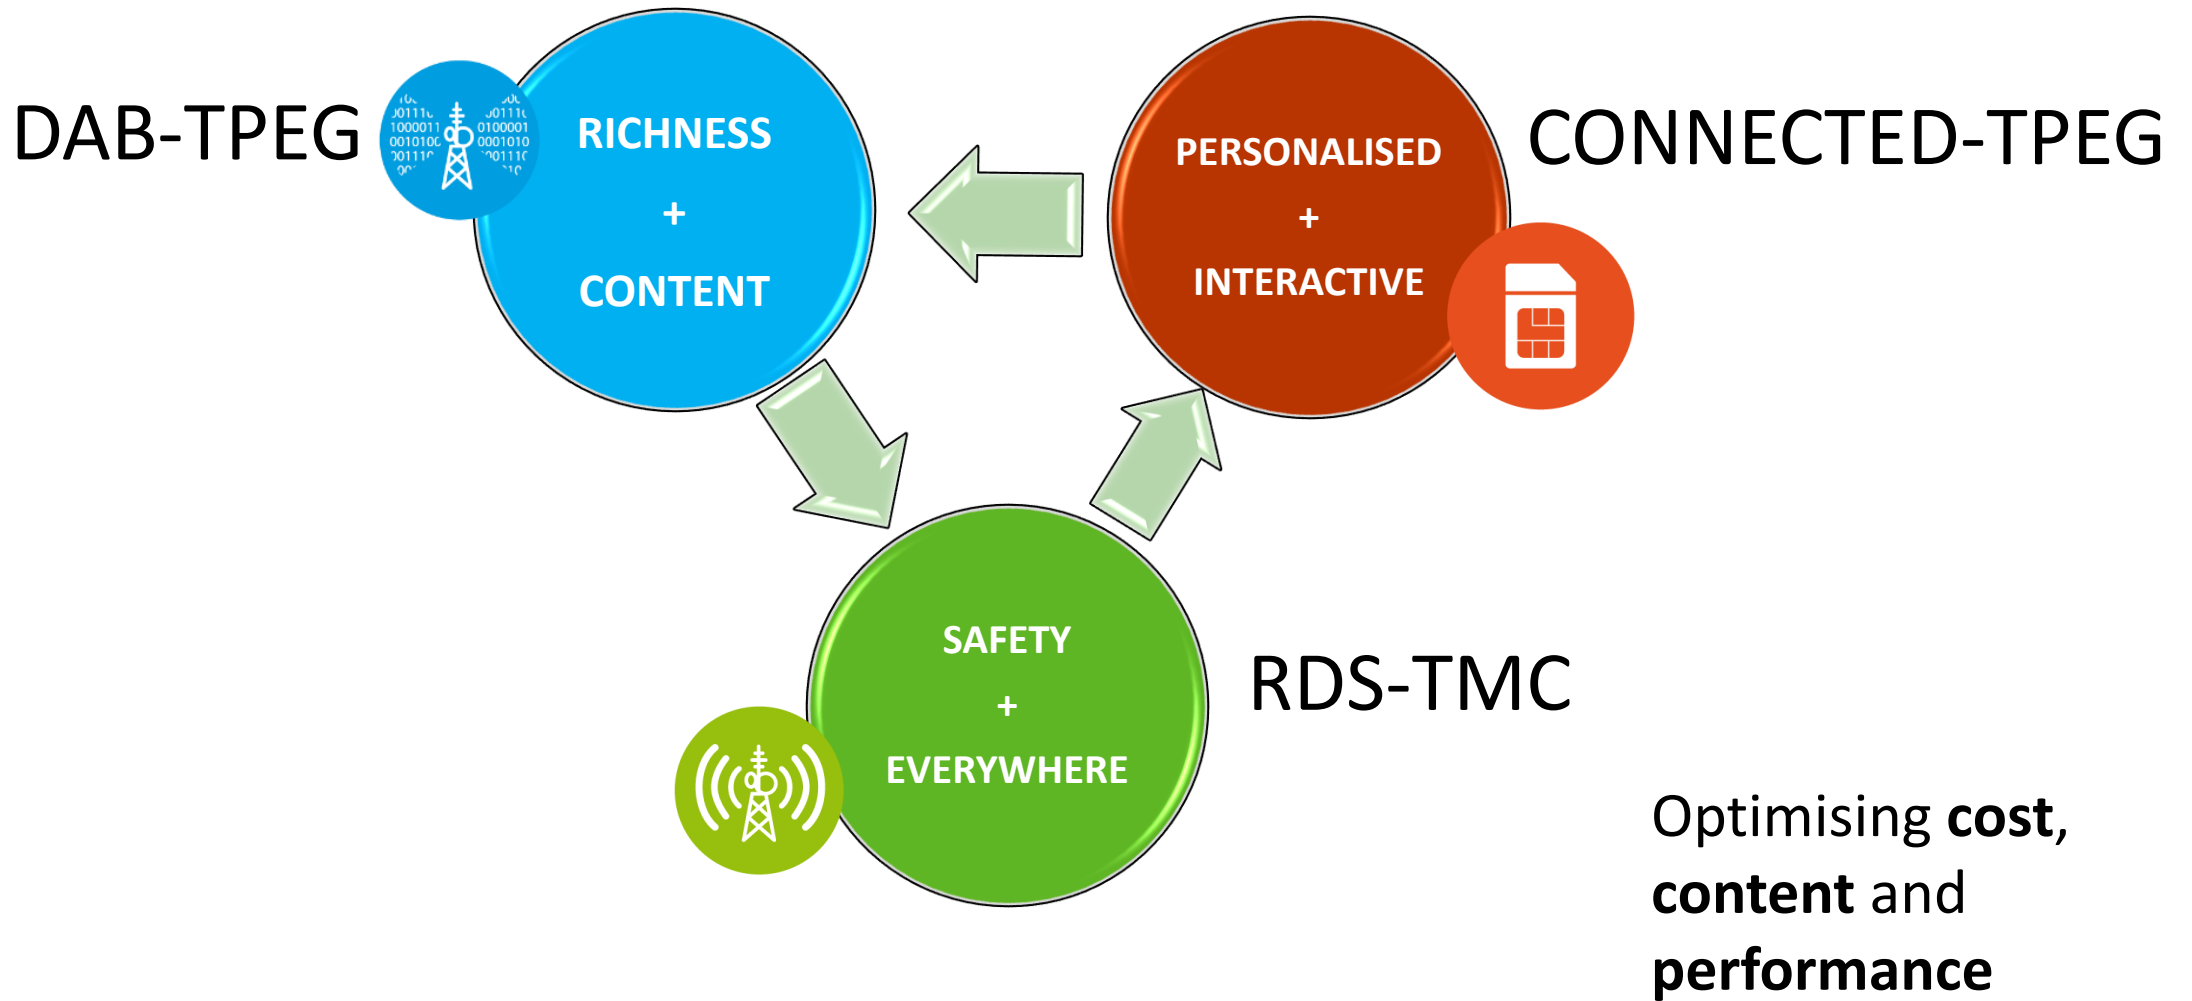 DAB-TPEG
RICHNESS
+
CONTENT
PERSONALISED
+
INTERACTIVE
CONNECTED-TPEG
SAFETY
+
EVERYWHERE
RDS-TMC
Optimising cost,
content and
performance